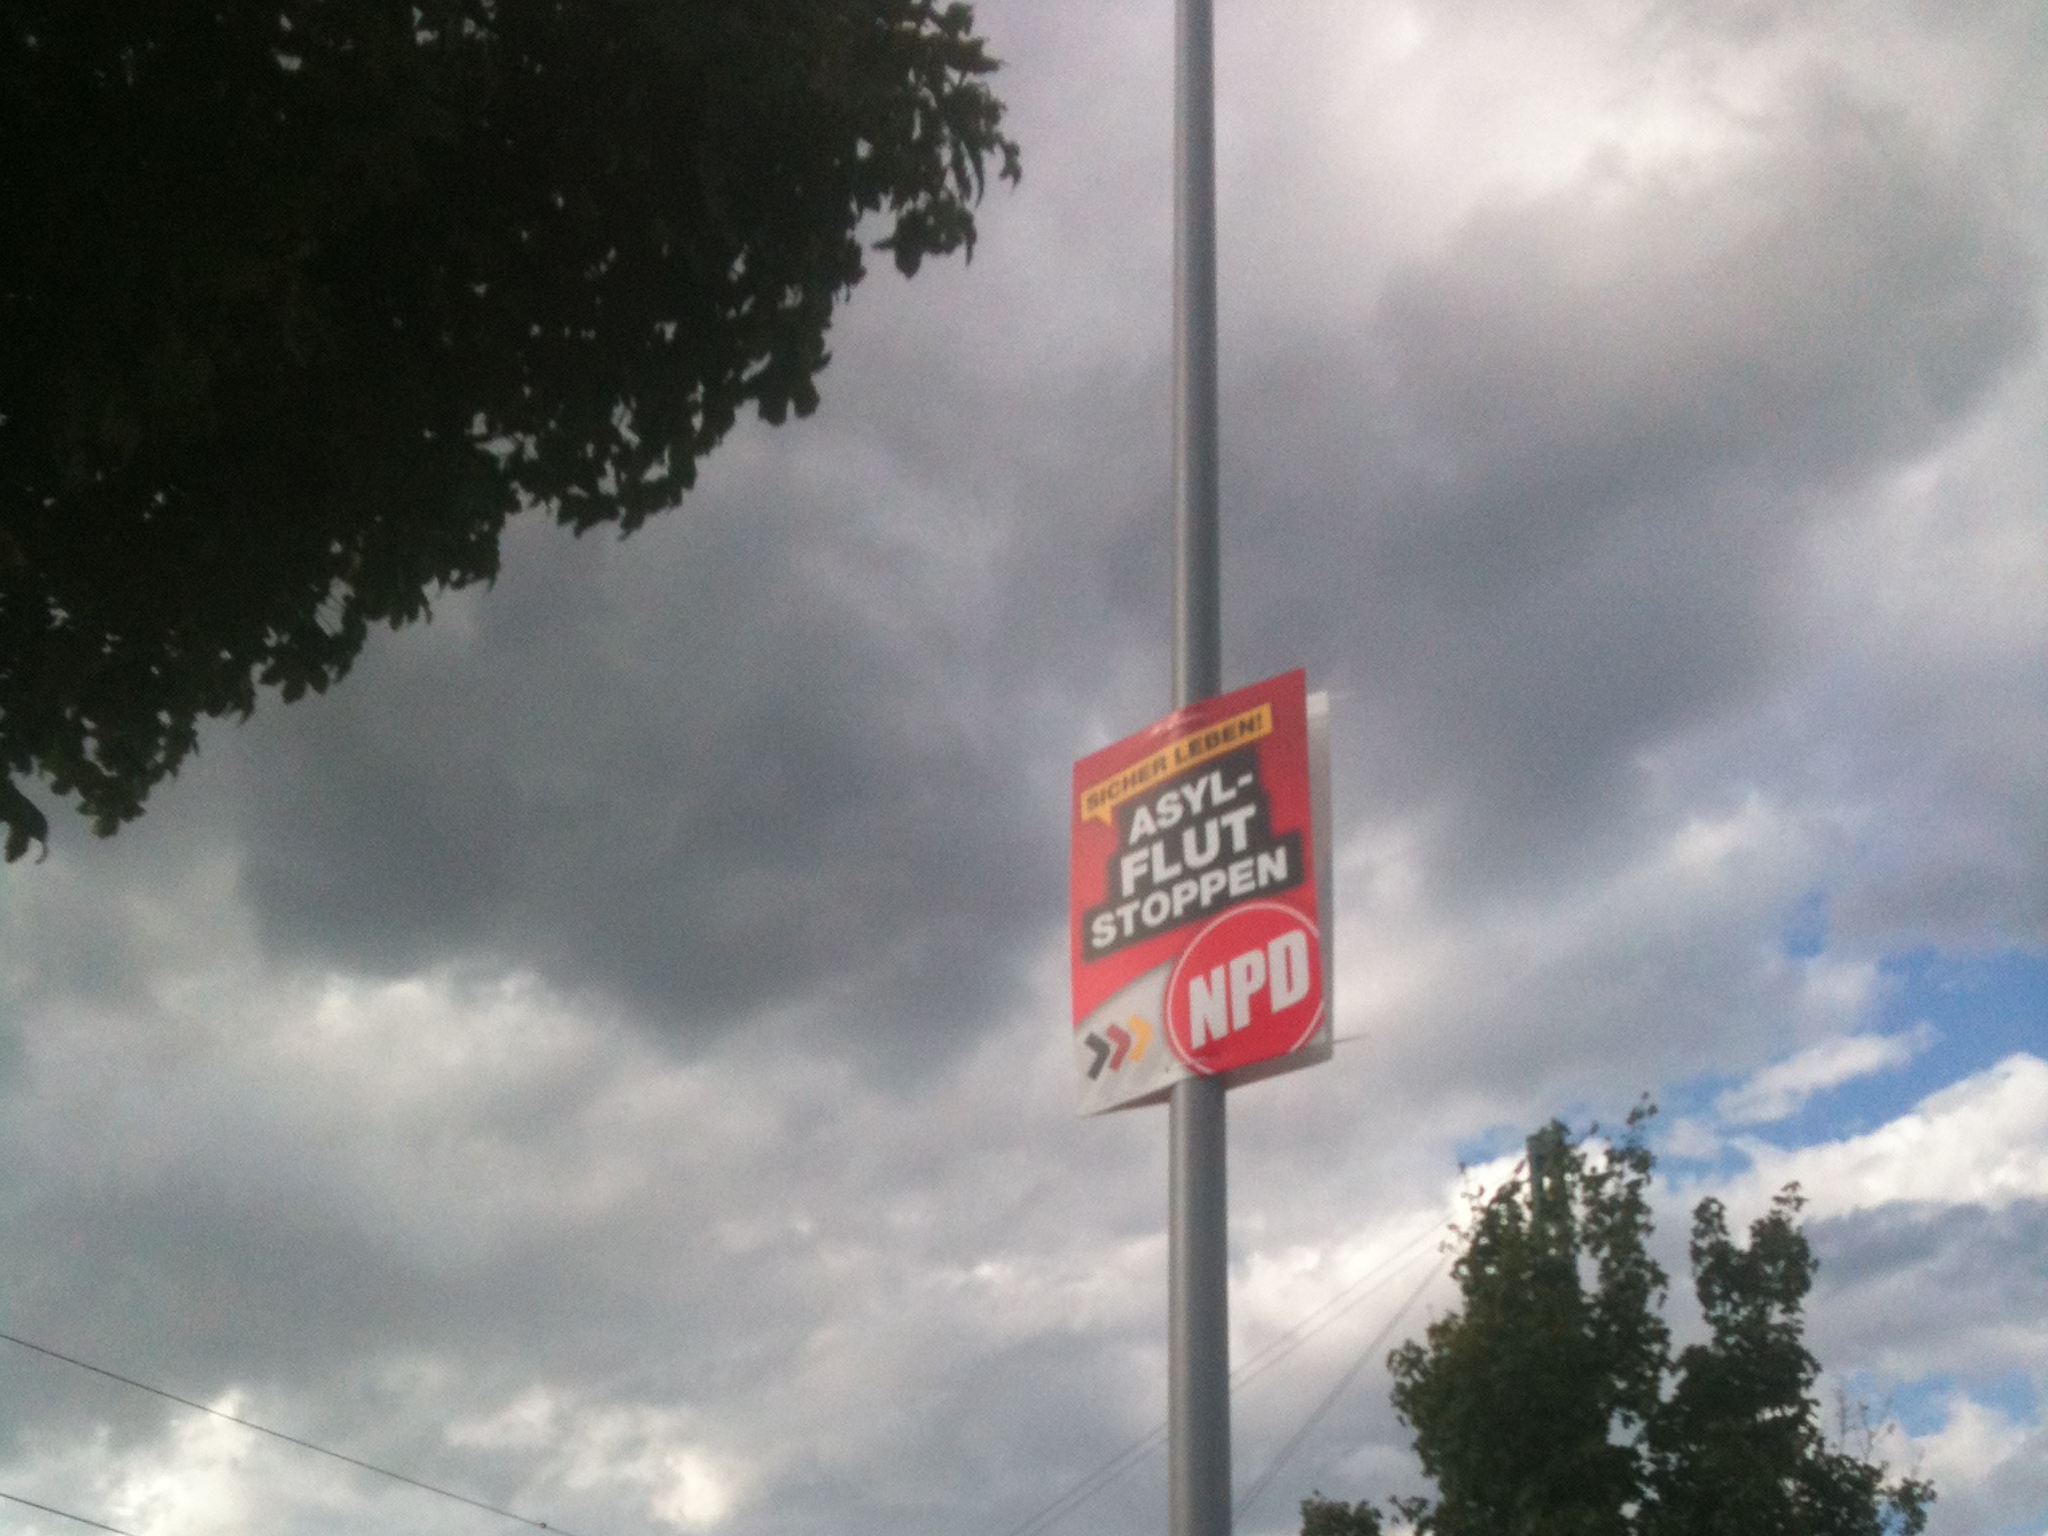 SICHER LEBEN!
ASYL-
FLUT
STOPPEN
NPD